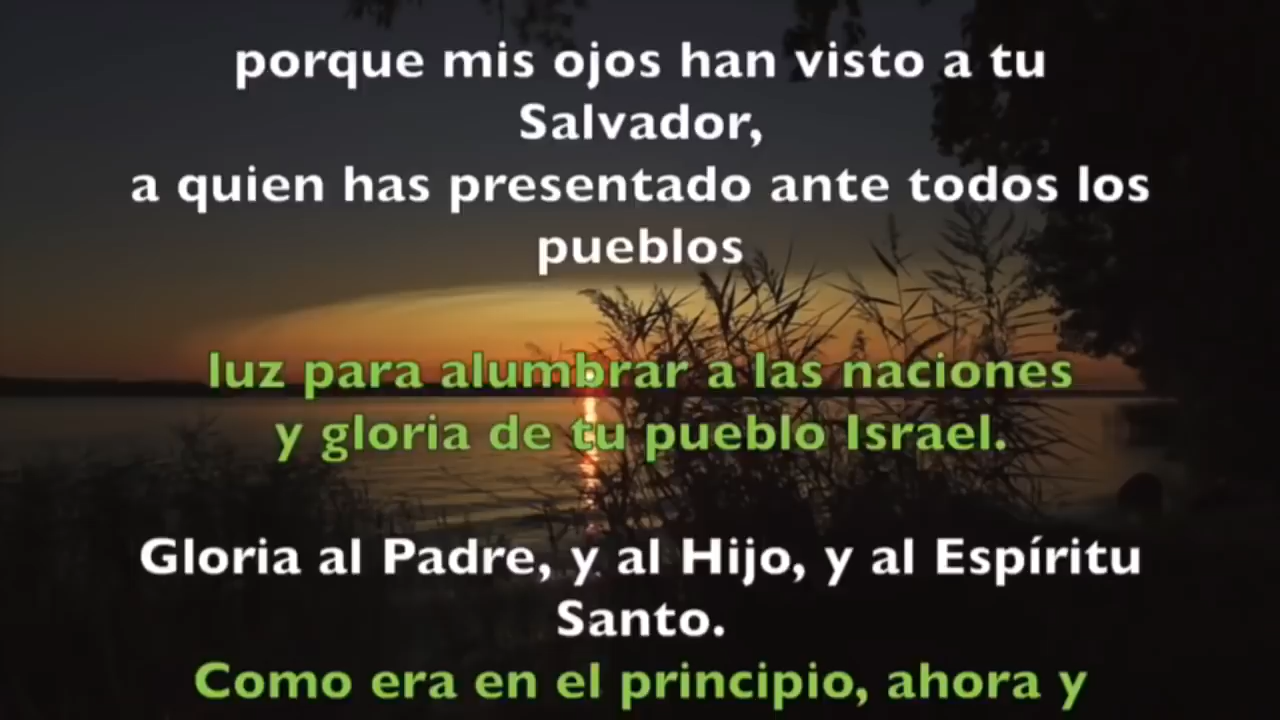 porque mis ojos han visto a tu
Salvador,
a quien has presentado ante todos los
pueblos
luz para alumbrar a las naciones
y gloria de tu pueblo Israel.
Gloria al Padre, y al Hijo, y al Espíritu
Santo.
Como era en el principio, ahora y